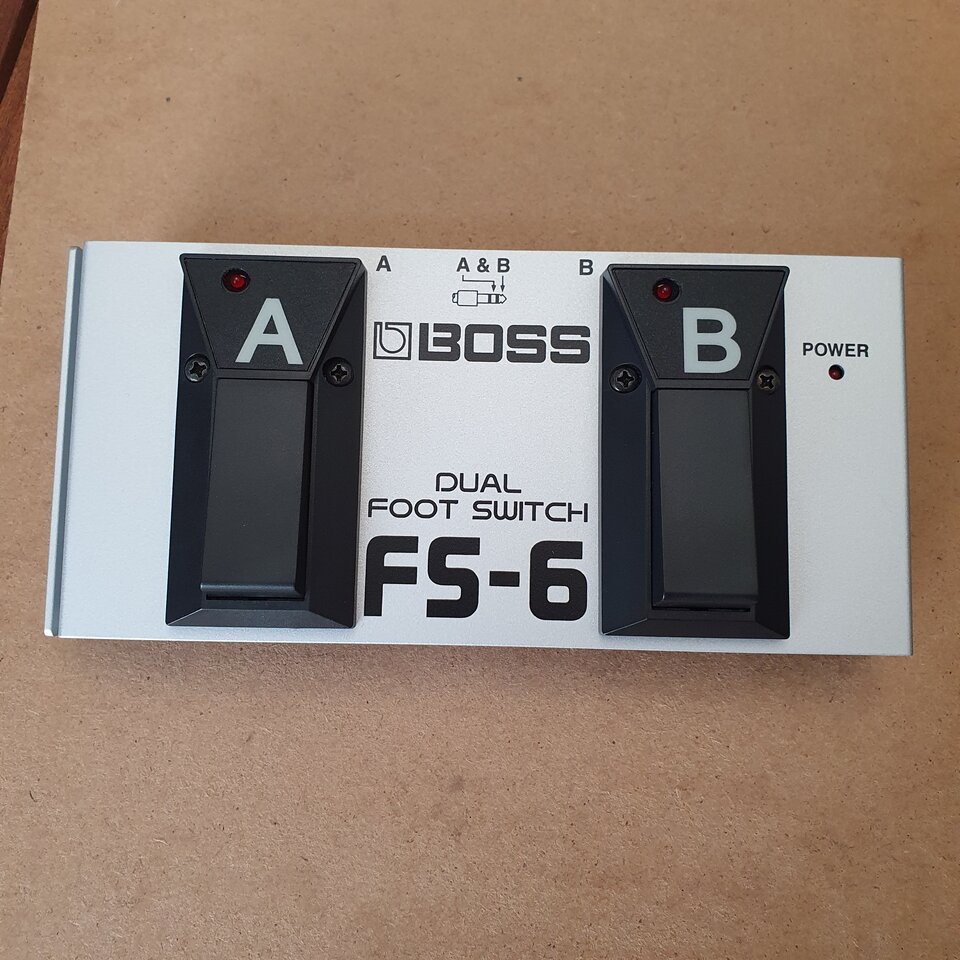 A
A & B
B
A
BOSS
B
POWER
DUAL
FOOT SWITCH
FS-6